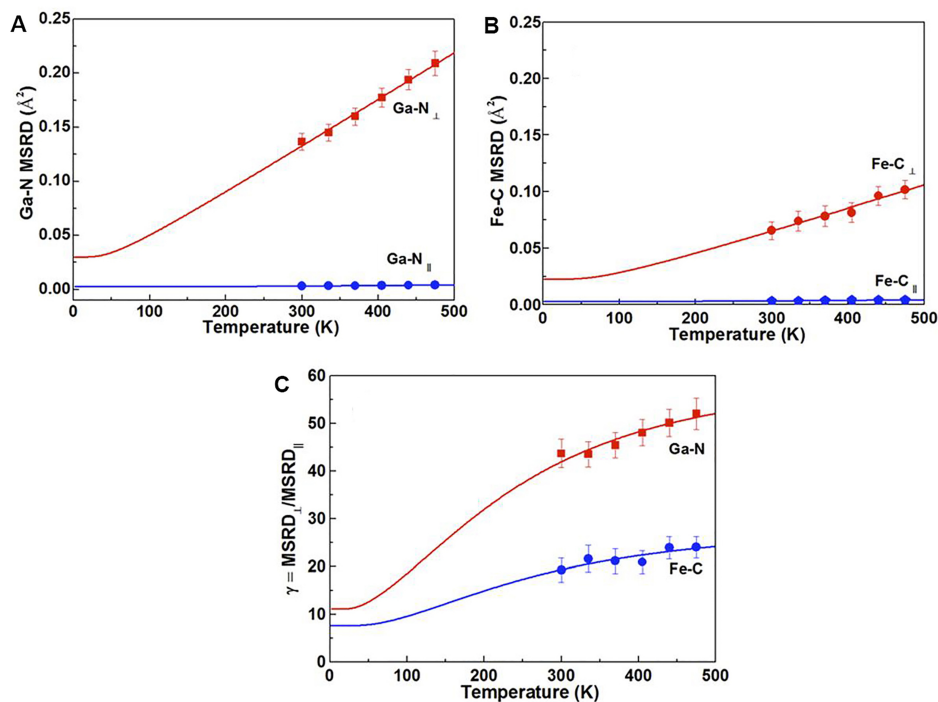 A
0.25
0.20
0.15
0.10
0.05
0.00
Ga-N MSRD (Å²)
Ga-N⊥
Ga-N∥
0 100 200 300 400 500
Temperature (K)
B
0.25
0.20
0.15
0.10
0.05
0.00
Fe-C MSRD (Å²)
Fe-C⊥
Fe-C∥
0 100 200 300 400 500
Temperature (K)
C
60
50
40
30
20
10
0
γ = MSRD⊥/MSRD∥
Ga-N
Fe-C
0 100 200 300 400 500
Temperature (K)